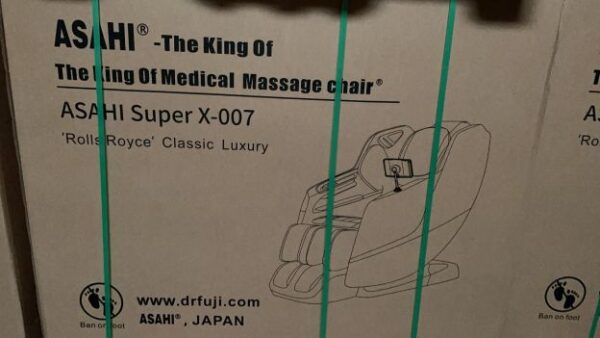 ASAHI® -The King Of
The King Of Medical Massage chair®
ASAHI Super X-007
'Rolls Royce' Classic Luxury
www.drfuji.com
ASAHI®, JAPAN
Ban on foot
Ban on foot
T
A
'Ro